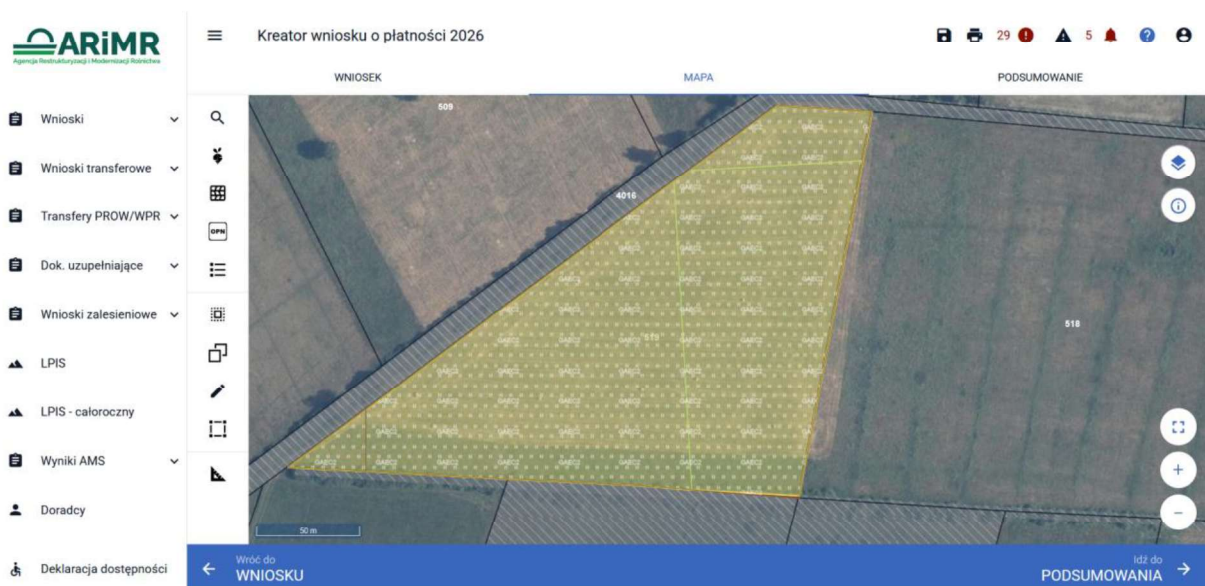 ARiMR
Agencja Restrukturyzacji i Modernizacji Rolnictwa
Kreator wniosku o płatności 2026
29
5
WNIOSEK
MAPA
PODSUMOWANIE
Wnioski
Wnioski transferowe
Transfery PROW/WPR
Dok. uzupełniające
Wnioski zalesieniowe
LPIS
LPIS - całoroczny
Wyniki AMS
Doradcy
Deklaracja dostępności
OPN
509
4016
515
518
GAEC2
50 m
Wróć do
WNIOSKU
Idź do
PODSUMOWANIA